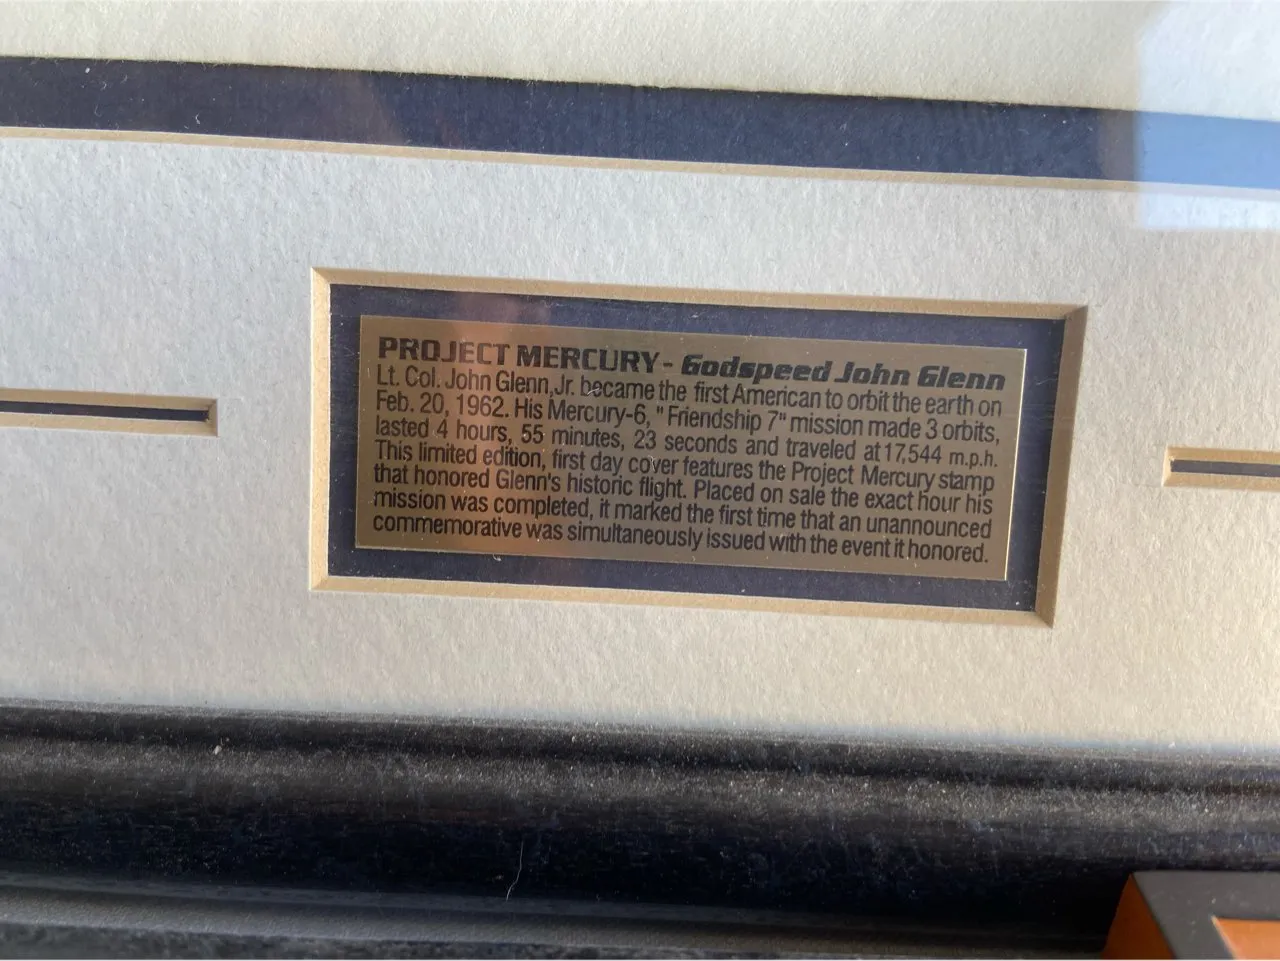 PROJECT MERCURY - Godspeed John Glenn
Lt. Col. John Glenn, Jr. became the first American to orbit the earth on
Feb. 20, 1962. His Mercury-6, "Friendship 7" mission made 3 orbits,
lasted 4 hours, 55 minutes, 23 seconds and traveled at 17,544 m.p.h.
This limited edition, first day cover features the Project Mercury stamp
that honored Glenn's historic flight. Placed on sale the exact hour his
mission was completed, it marked the first time that an unannounced
commemorative was simultaneously issued with the event it honored.